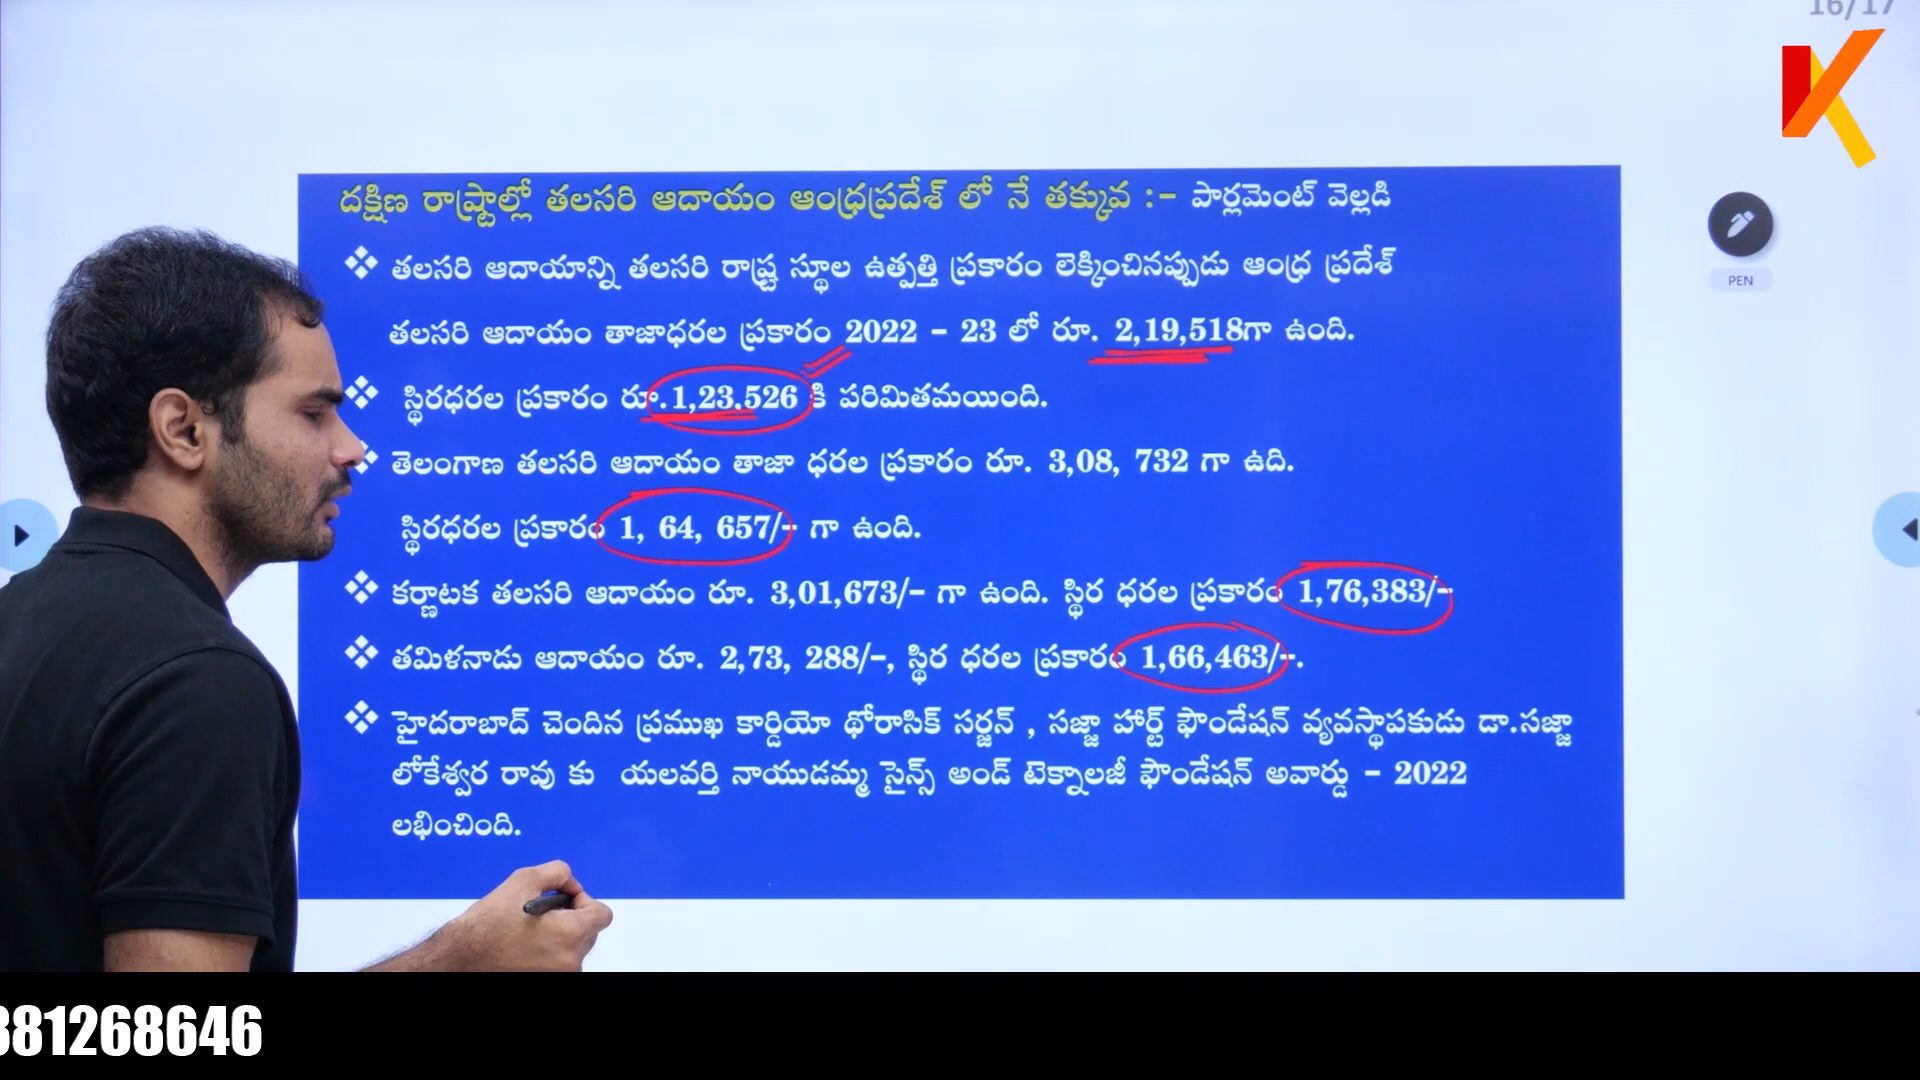 16/17
దక్షిణ రాష్ట్రాల్లో తలసరి ఆదాయం ఆంధ్రప్రదేశ్ లో నే తక్కువ :- పార్లమెంట్ వెల్లడి
❖ తలసరి ఆదాయాన్ని తలసరి రాష్ట్ర స్థూల ఉత్పత్తి ప్రకారం లెక్కించినప్పుడు ఆంధ్ర ప్రదేశ్
తలసరి ఆదాయం తాజాధరల ప్రకారం 2022 - 23 లో రూ. 2,19,518గా ఉంది.
❖ స్థిరధరల ప్రకారం రూ.1,23,526 కి పరిమితమయింది.
❖ తెలంగాణ తలసరి ఆదాయం తాజా ధరల ప్రకారం రూ. 3,08, 732 గా ఉది.
స్థిరధరల ప్రకారం 1, 64, 657/- గా ఉంది.
❖ కర్ణాటక తలసరి ఆదాయం రూ. 3,01,673/- గా ఉంది. స్థిర ధరల ప్రకారం 1,76,383/-
❖ తమిళనాడు ఆదాయం రూ. 2,73, 288/-, స్థిర ధరల ప్రకారం 1,66,463/-.
❖ హైదరాబాద్ చెందిన ప్రముఖ కార్డియో థోరాసిక్ సర్జన్ , సజ్జా హార్ట్ ఫౌండేషన్ వ్యవస్థాపకుడు డా.సజ్జా
లోకేశ్వర రావు కు యలవర్తి నాయుడమ్మ సైన్స్ అండ్ టెక్నాలజీ ఫౌండేషన్ అవార్డు - 2022
లభించింది.
PEN
881268646